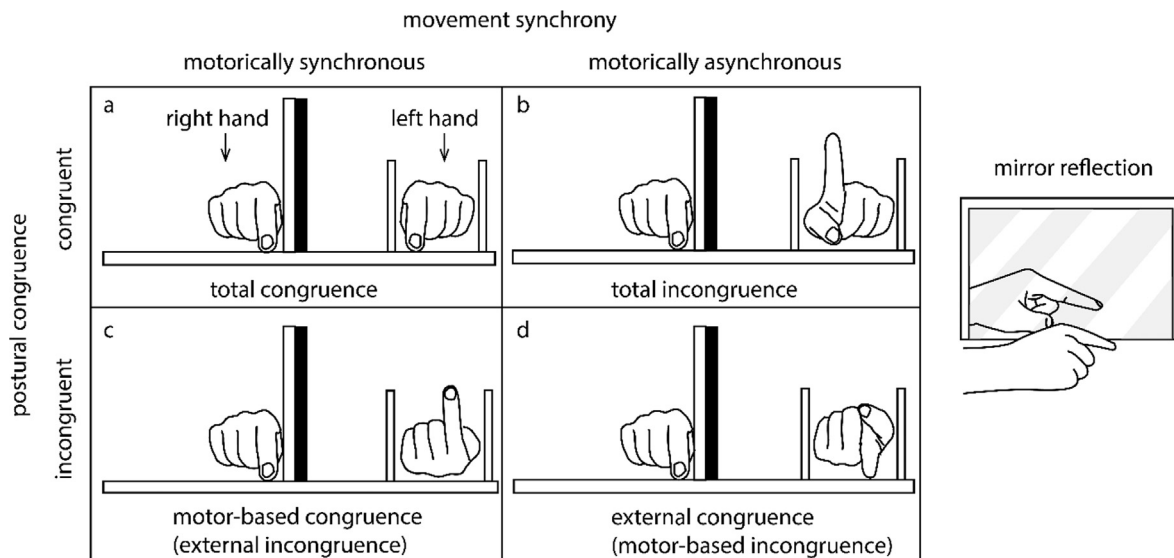 movement synchrony
motorically synchronous
motorically asynchronous
postural congruence
congruent
a
right hand
left hand
total congruence
b
total incongruence
incongruent
c
motor-based congruence
(external incongruence)
d
external congruence
(motor-based incongruence)
mirror reflection